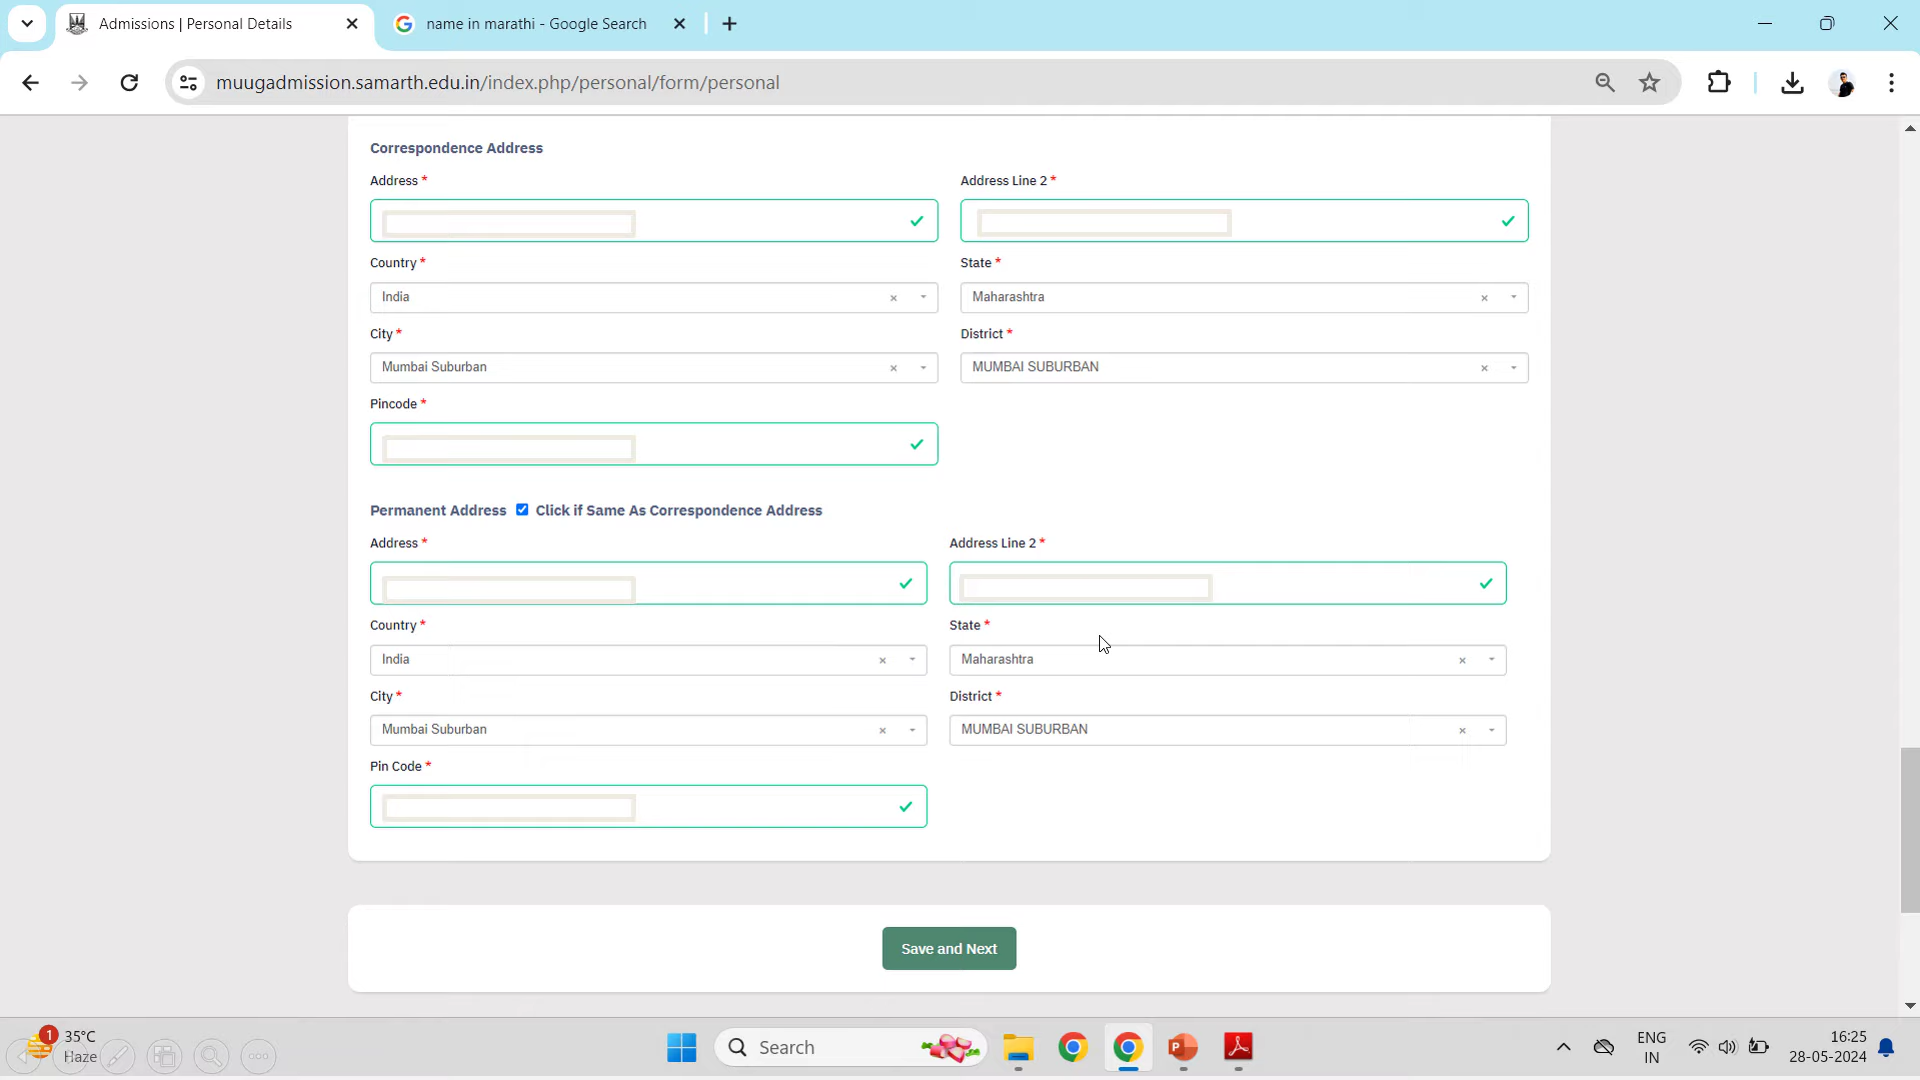 Admissions | Personal Details
name in marathi - Google Search
muugadmission.samarth.edu.in/index.php/personal/form/personal
Correspondence Address
Address *
Address Line 2 *
Country *
State *
India
Maharashtra
City *
District *
Mumbai Suburban
MUMBAI SUBURBAN
Pincode *
Permanent Address Click if Same As Correspondence Address
Address *
Address Line 2 *
Country *
State *
India
Maharashtra
City *
District *
Mumbai Suburban
MUMBAI SUBURBAN
Pin Code *
Save and Next
1
35°C
Haze
Search
ENG
IN
16:25
28-05-2024